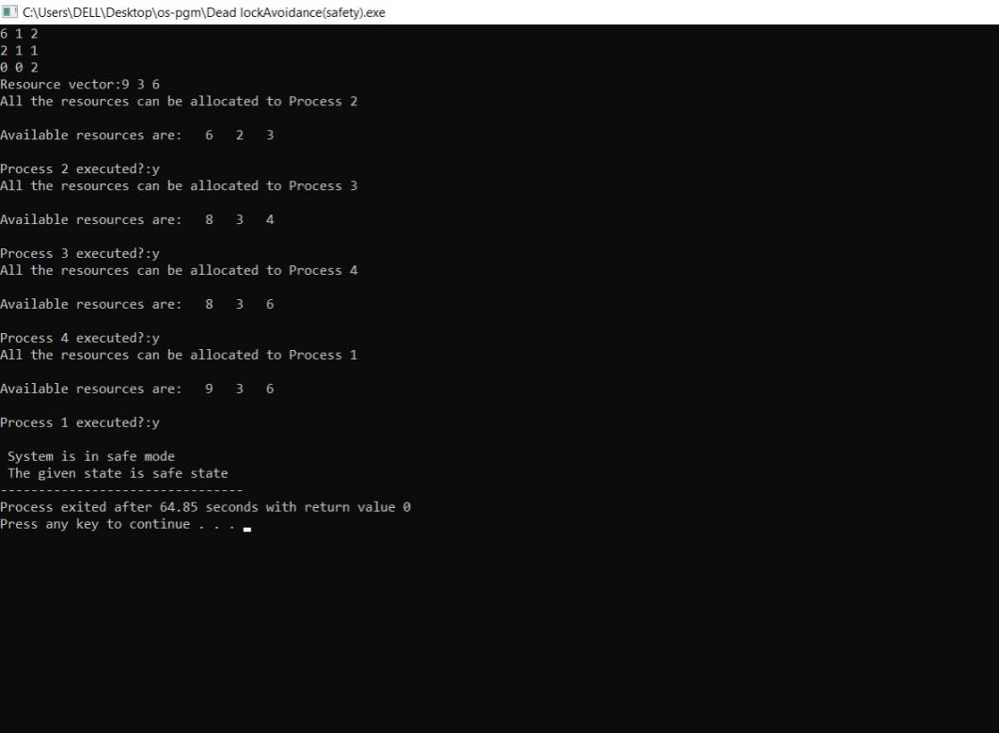 C:\Users\DELL\Desktop\os-pgm\Dead lockAvoidance(safety).exe
6 1 2
2 1 1
0 0 2
Resource vector:9 3 6
All the resources can be allocated to Process 2
Available resources are:   6   2   3
Process 2 executed?:y
All the resources can be allocated to Process 3
Available resources are:   8   3   4
Process 3 executed?:y
All the resources can be allocated to Process 4
Available resources are:   8   3   6
Process 4 executed?:y
All the resources can be allocated to Process 1
Available resources are:   9   3   6
Process 1 executed?:y
System is in safe mode
The given state is safe state
--------------------------------
Process exited after 64.85 seconds with return value 0
Press any key to continue . . .